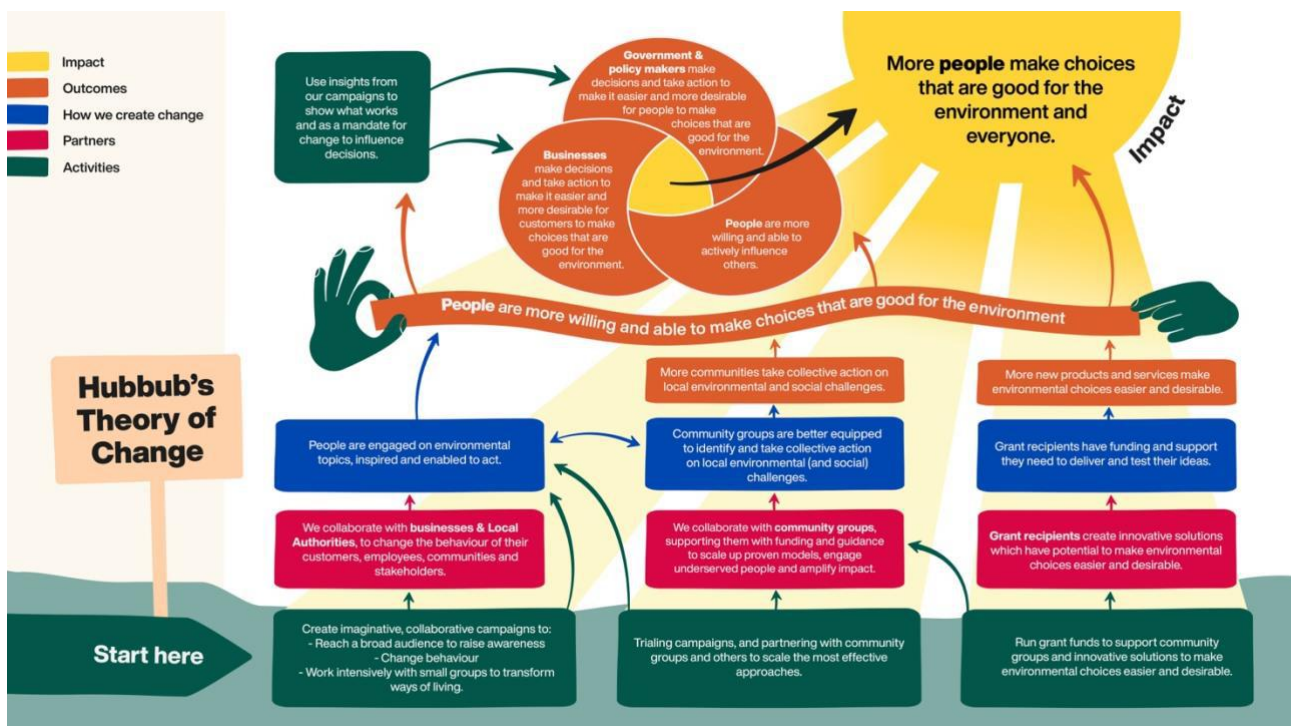 Impact
Outcomes
How we create change
Partners
Activities
Use insights from
our campaigns to
show what works
and as a mandate for
change to influence
decisions.
Government &
policy makers make
decisions and take action to
make it easier and more desirable
for people to make
choices that are
good for the
environment.
Businesses
make decisions
and take action to
make it easier and
more desirable for
customers to make
choices that are
good for the
environment.
People are more
willing and able to
actively influence
others.
More people make choices
that are good for the
environment and
everyone.
Impact
People are more willing and able to make choices that are good for the environment
Hubbub's
Theory of
Change
More communities take collective action on
local environmental and social challenges.
More new products and services make
environmental choices easier and desirable.
People are engaged on environmental
topics, inspired and enabled to act.
Community groups are better equipped
to identify and take collective action
on local environmental (and social)
challenges.
Grant recipients have funding and support
they need to deliver and test their ideas.
We collaborate with businesses & Local
Authorities, to change the behaviour of their
customers, employees, communities and
stakeholders.
We collaborate with community groups,
supporting them with funding and guidance
to scale up proven models, engage
underserved people and amplify impact.
Grant recipients create innovative solutions
which have potential to make environmental
choices easier and desirable.
Start here
Create imaginative, collaborative campaigns to:
- Reach a broad audience to raise awareness
- Change behaviour
- Work intensively with small groups to transform
ways of living.
Trialing campaigns, and partnering with community
groups and others to scale the most effective
approaches.
Run grant funds to support community
groups and innovative solutions to make
environmental choices easier and desirable.